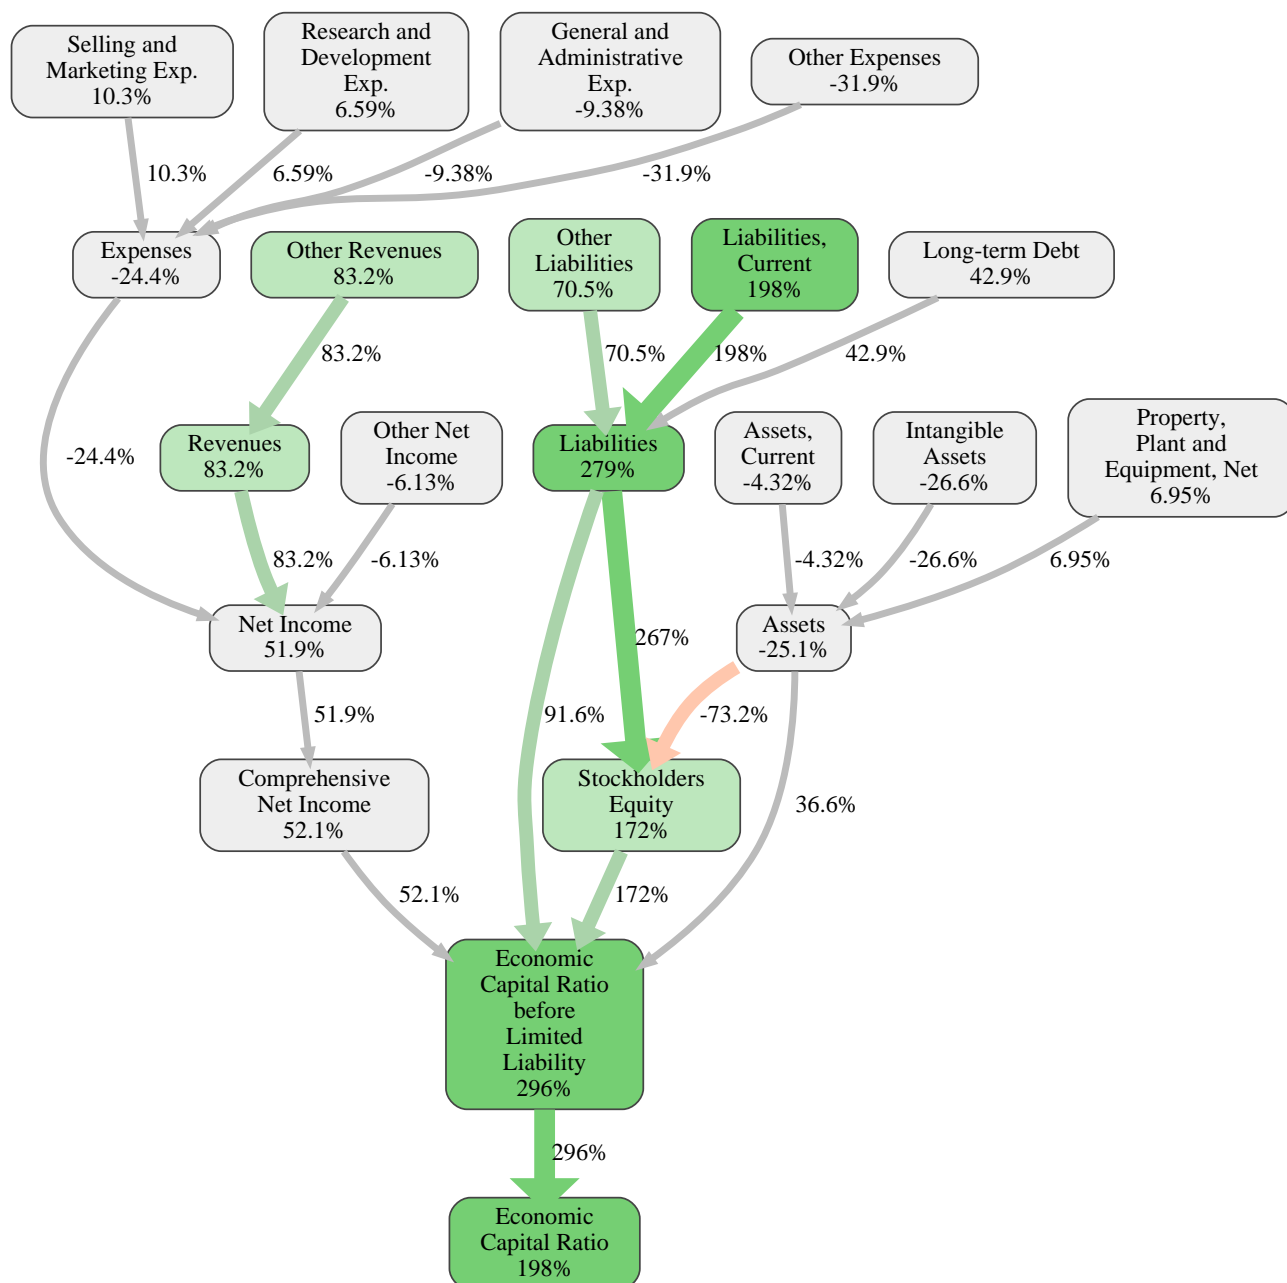 Selling and
Marketing Exp.
10.3%
Research and
Development
Exp.
6.59%
General and
Administrative
Exp.
-9.38%
Other Expenses
-31.9%
10.3%
6.59%
-9.38%
-31.9%
Expenses
-24.4%
Other Revenues
83.2%
Other
Liabilities
70.5%
Liabilities,
Current
198%
Long-term Debt
42.9%
83.2%
70.5%
198%
42.9%
-24.4%
Revenues
83.2%
Other Net
Income
-6.13%
Liabilities
279%
Assets,
Current
-4.32%
Intangible
Assets
-26.6%
Property,
Plant and
Equipment, Net
6.95%
83.2%
-6.13%
-4.32%
-26.6%
6.95%
Net Income
51.9%
267%
Assets
-25.1%
51.9%
91.6%
-73.2%
Comprehensive
Net Income
52.1%
Stockholders
Equity
172%
36.6%
52.1%
172%
Economic
Capital Ratio
before
Limited
Liability
296%
296%
Economic
Capital Ratio
198%